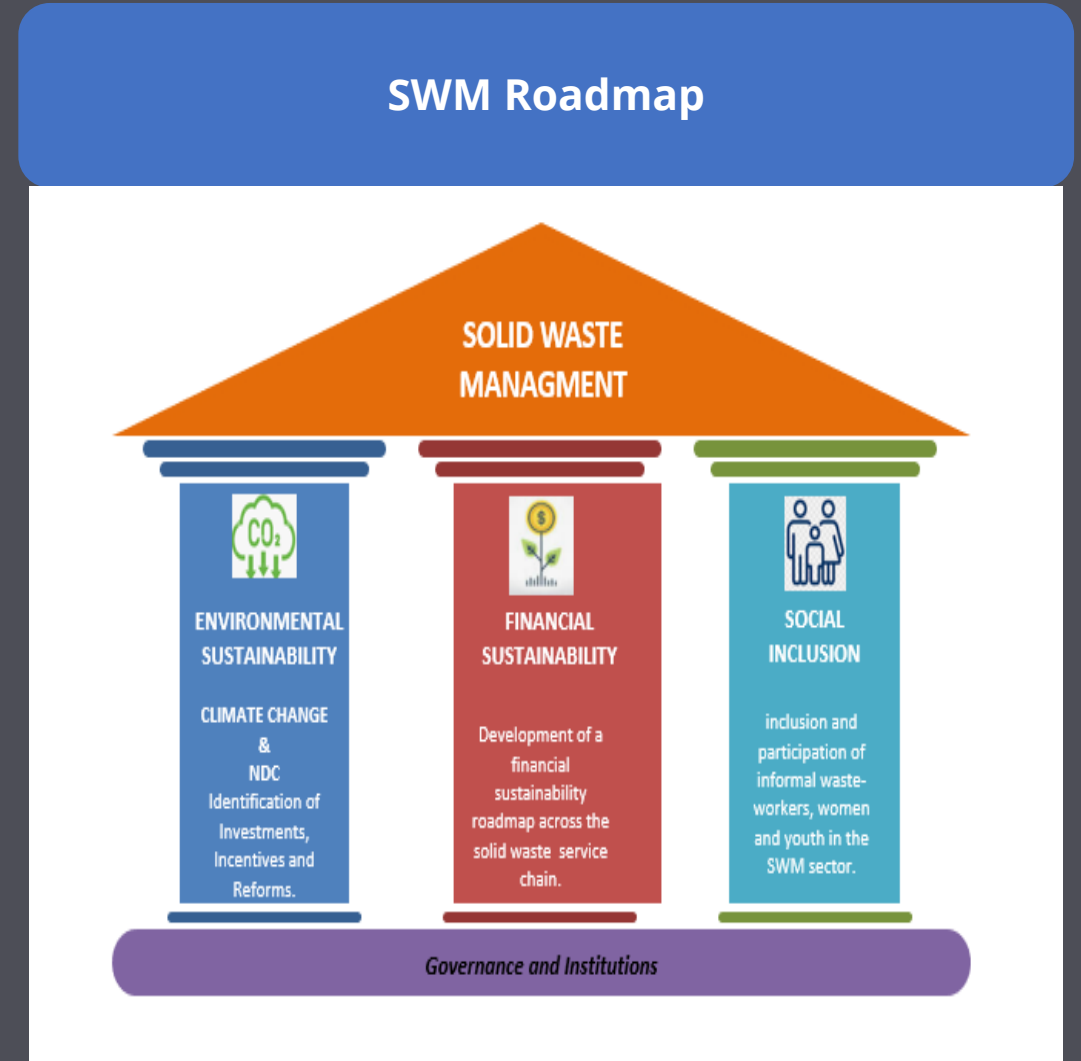 SWM Roadmap
SOLID WASTE
MANAGMENT
CO₂
ENVIRONMENTAL
SUSTAINABILITY
CLIMATE CHANGE
&
NDC
Identification of
Investments,
Incentives and
Reforms.
$
FINANCIAL
SUSTAINABILITY
Development of a
financial
sustainability
roadmap across the
solid waste service
chain.
SOCIAL
INCLUSION
inclusion and
participation of
informal waste-
workers, women
and youth in the
SWM sector.
Governance and Institutions